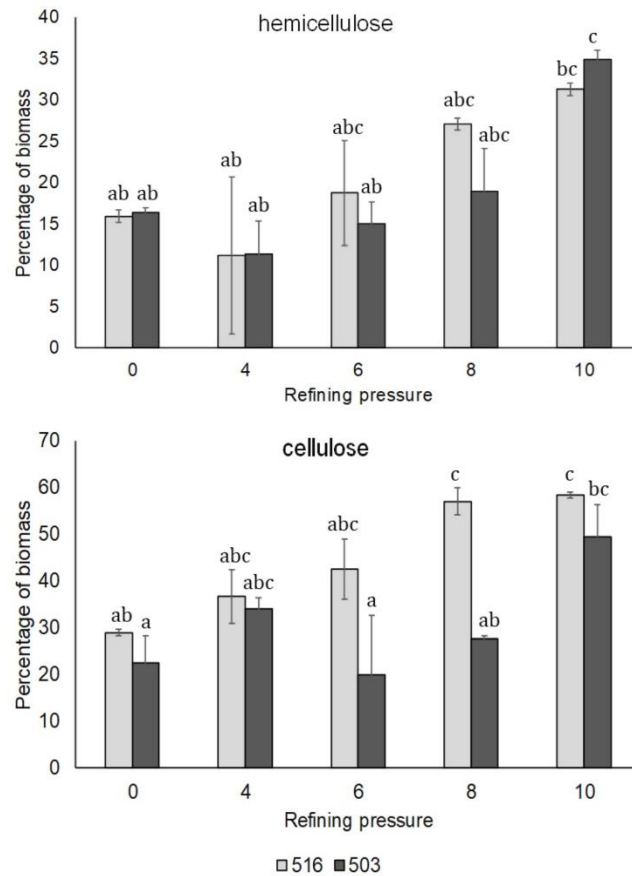 hemicellulose
Percentage of biomass
40
35
30
25
20
15
10
5
0
ab ab
ab ab
abc ab
abc abc
bc c
0 4 6 8 10
Refining pressure
cellulose
Percentage of biomass
70
60
50
40
30
20
10
0
ab a
abc abc
abc a
c ab
c bc
0 4 6 8 10
Refining pressure
516 503